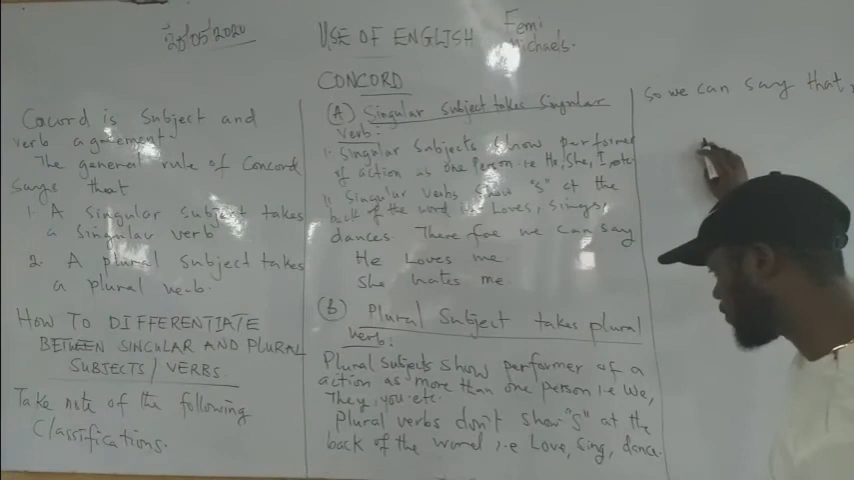 28/05/2020
USE OF ENGLISH
Femi
Michaels.
Cocord is Subject and
verb agreement.
The general rule of Concord
says that
1. A singular subject takes
a singular verb
2. A plural subject takes
a plural verb.
HOW TO DIFFERENTIATE
BETWEEN SINGULAR AND PLURAL
SUBJECTS/VERBS.
Take note of the following
Classifications.
CONCORD
(A) Singular Subject takes Singular
verb:
1. Singular Subjects show performer
of action as one Person i.e He, She, I, etc
11 Singular verbs show "s" at the
back of the word i.e Loves, sings,
dances. There foe we can say
He Loves me.
She hates me.
(B) Plural Subject takes plural
verb:
Plural subjects show performer of a
action as more than one person i.e We,
They, you etc.
Plural verbs don't show "s" at the
back of the word i.e Love, Sing, dance.
So we can say that,